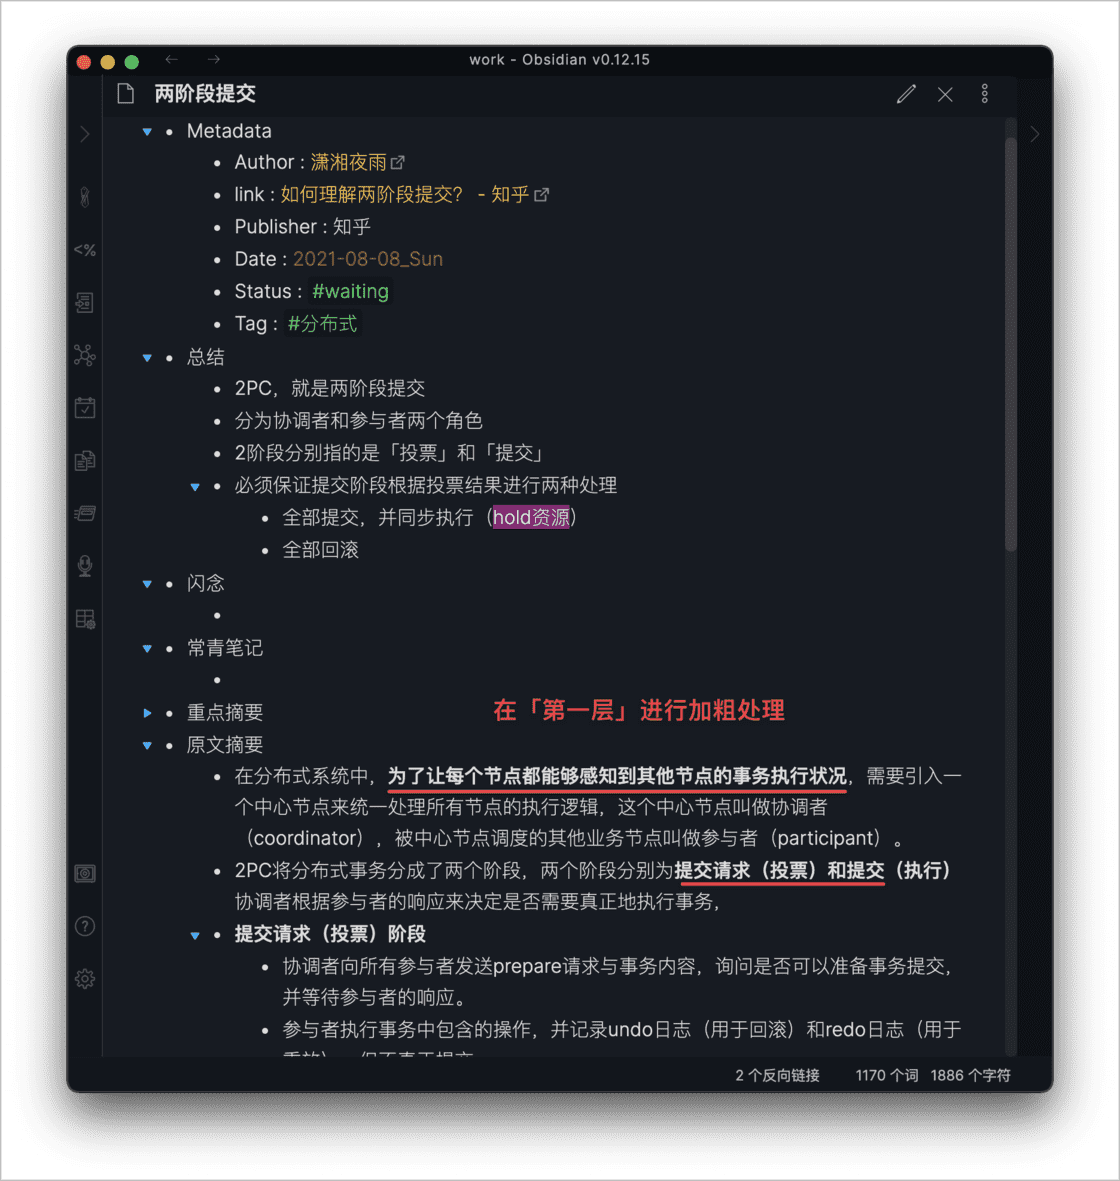 work - Obsidian v0.12.15
两阶段提交
Metadata
Author : 潇湘夜雨
link : 如何理解两阶段提交? - 知乎
Publisher : 知乎
Date : 2021-08-08_Sun
Status : #waiting
Tag : #分布式
总结
2PC，就是两阶段提交
分为协调者和参与者两个角色
2阶段分别指的是「投票」和「提交」
必须保证提交阶段根据投票结果进行两种处理
全部提交，并同步执行（hold资源）
全部回滚
闪念
常青笔记
在「第一层」进行加粗处理
重点摘要
原文摘要
在分布式系统中，为了让每个节点都能够感知到其他节点的事务执行状况，需要引入一
个中心节点来统一处理所有节点的执行逻辑，这个中心节点叫做协调者
（coordinator），被中心节点调度的其他业务节点叫做参与者（participant）。
2PC将分布式事务分成了两个阶段，两个阶段分别为提交请求（投票）和提交（执行）
协调者根据参与者的响应来决定是否需要真正地执行事务，
提交请求（投票）阶段
协调者向所有参与者发送prepare请求与事务内容，询问是否可以准备事务提交，
并等待参与者的响应。
参与者执行事务中包含的操作，并记录undo日志（用于回滚）和redo日志（用于
2 个反向链接 1170 个词 1886 个字符